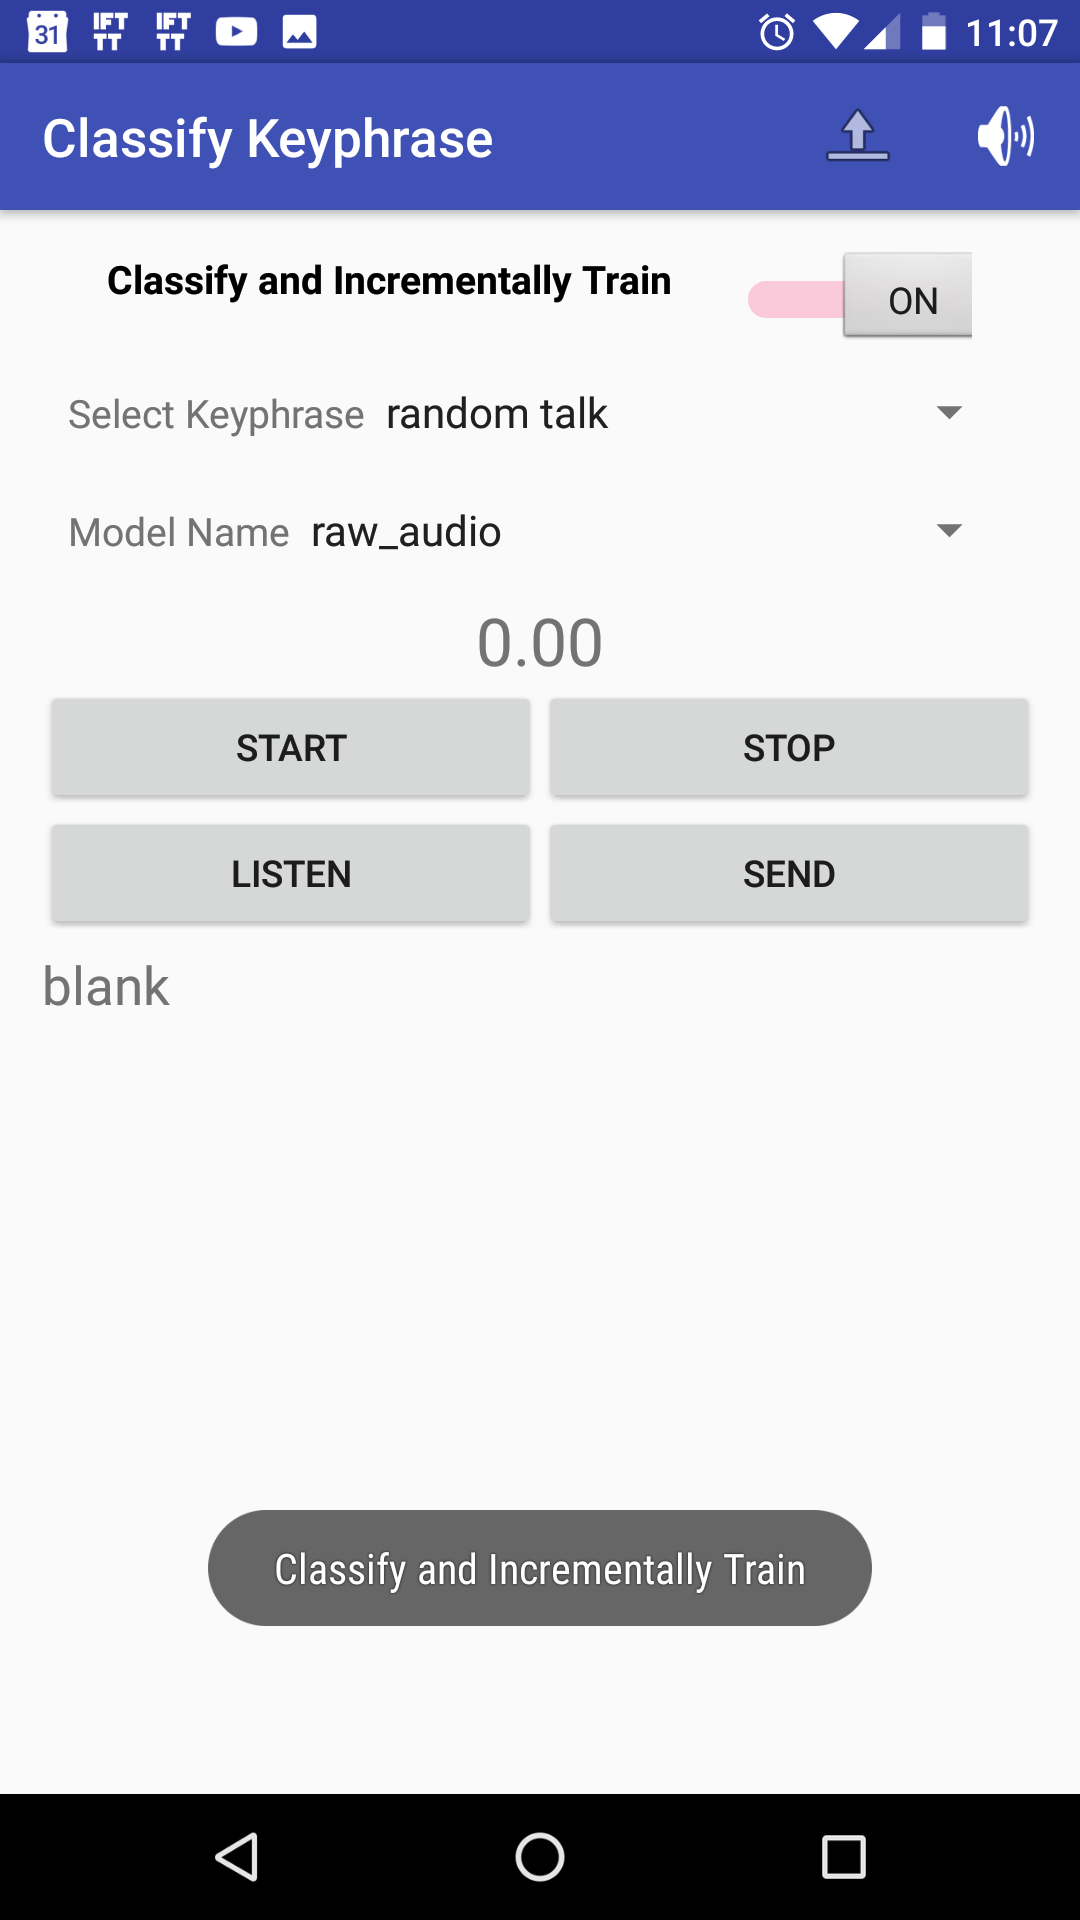 31 IFTTT IFTTT 11:07
Classify Keyphrase
Classify and Incrementally Train ON
Select Keyphrase random talk
Model Name raw_audio
0.00
START STOP
LISTEN SEND
blank
Classify and Incrementally Train